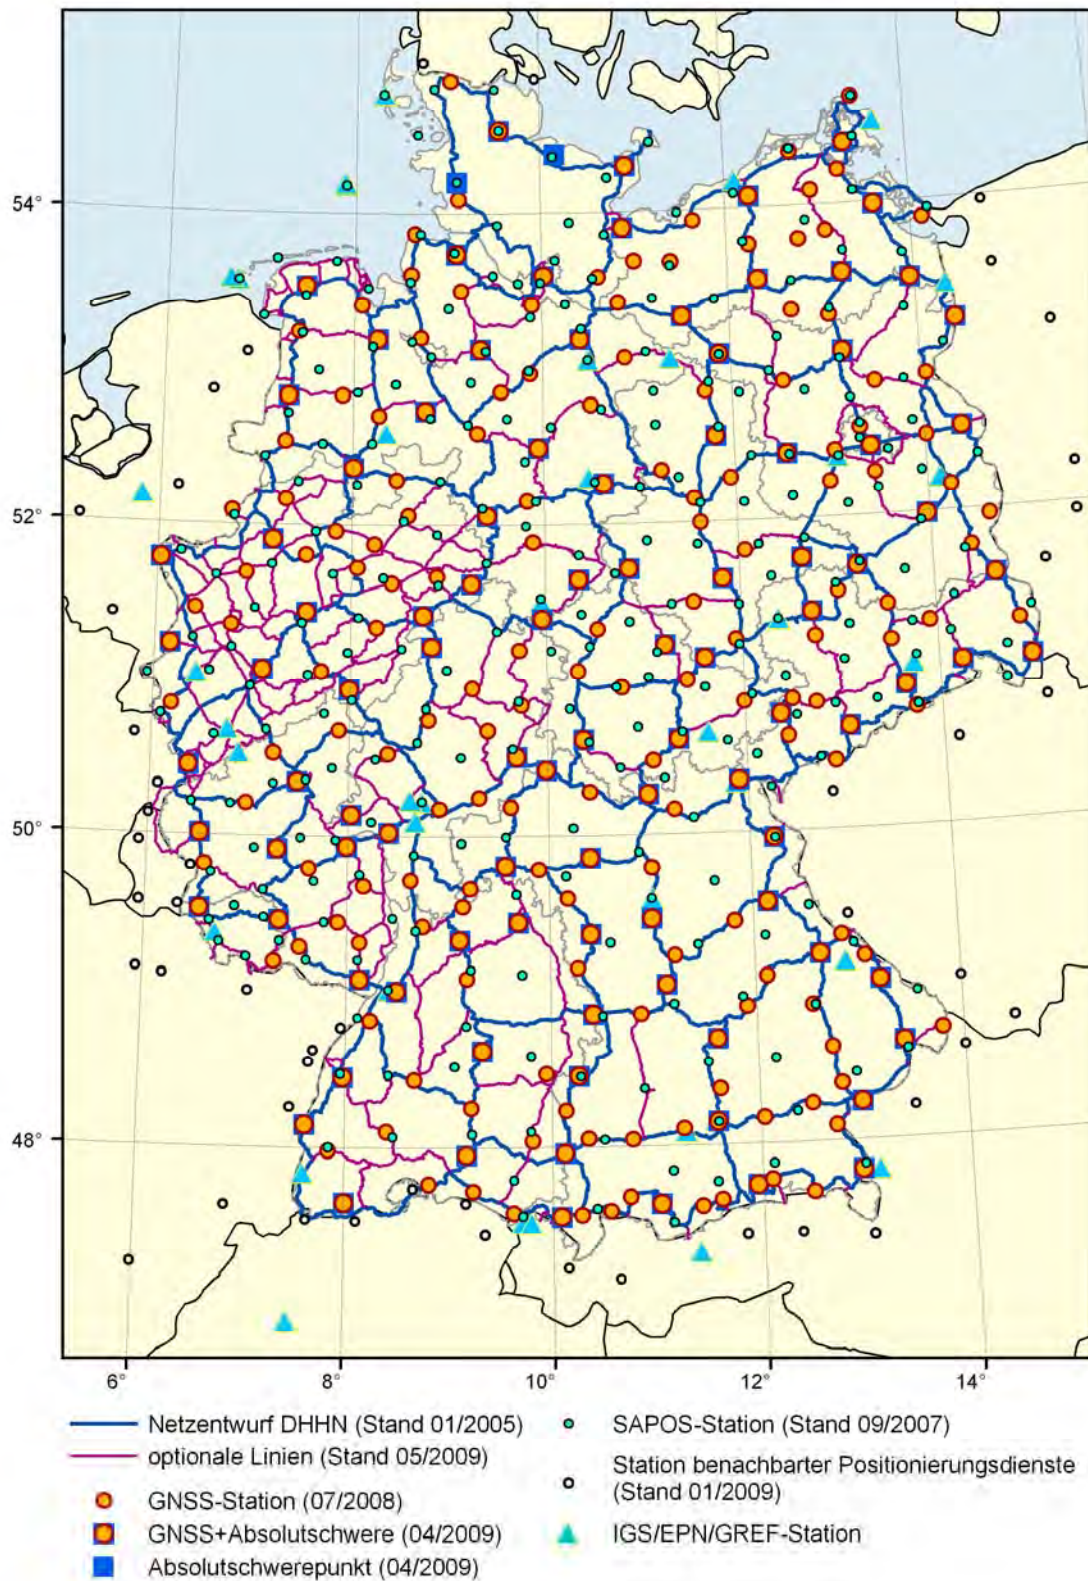 54°
52°
50°
48°
6°
8°
10°
12°
14°
Netzentwurf DHHN (Stand 01/2005)
optionale Linien (Stand 05/2009)
GNSS-Station (07/2008)
GNSS+Absolutschwere (04/2009)
Absolutschwerepunkt (04/2009)
SAPOS-Station (Stand 09/2007)
Station benachbarter Positionierungsdienste
(Stand 01/2009)
IGS/EPN/GREF-Station